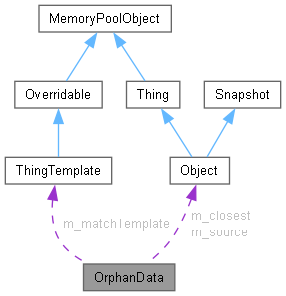 MemoryPoolObject
Overridable
Thing
Snapshot
ThingTemplate
Object
m_matchTemplate
m_closest
m_source
OrphanData